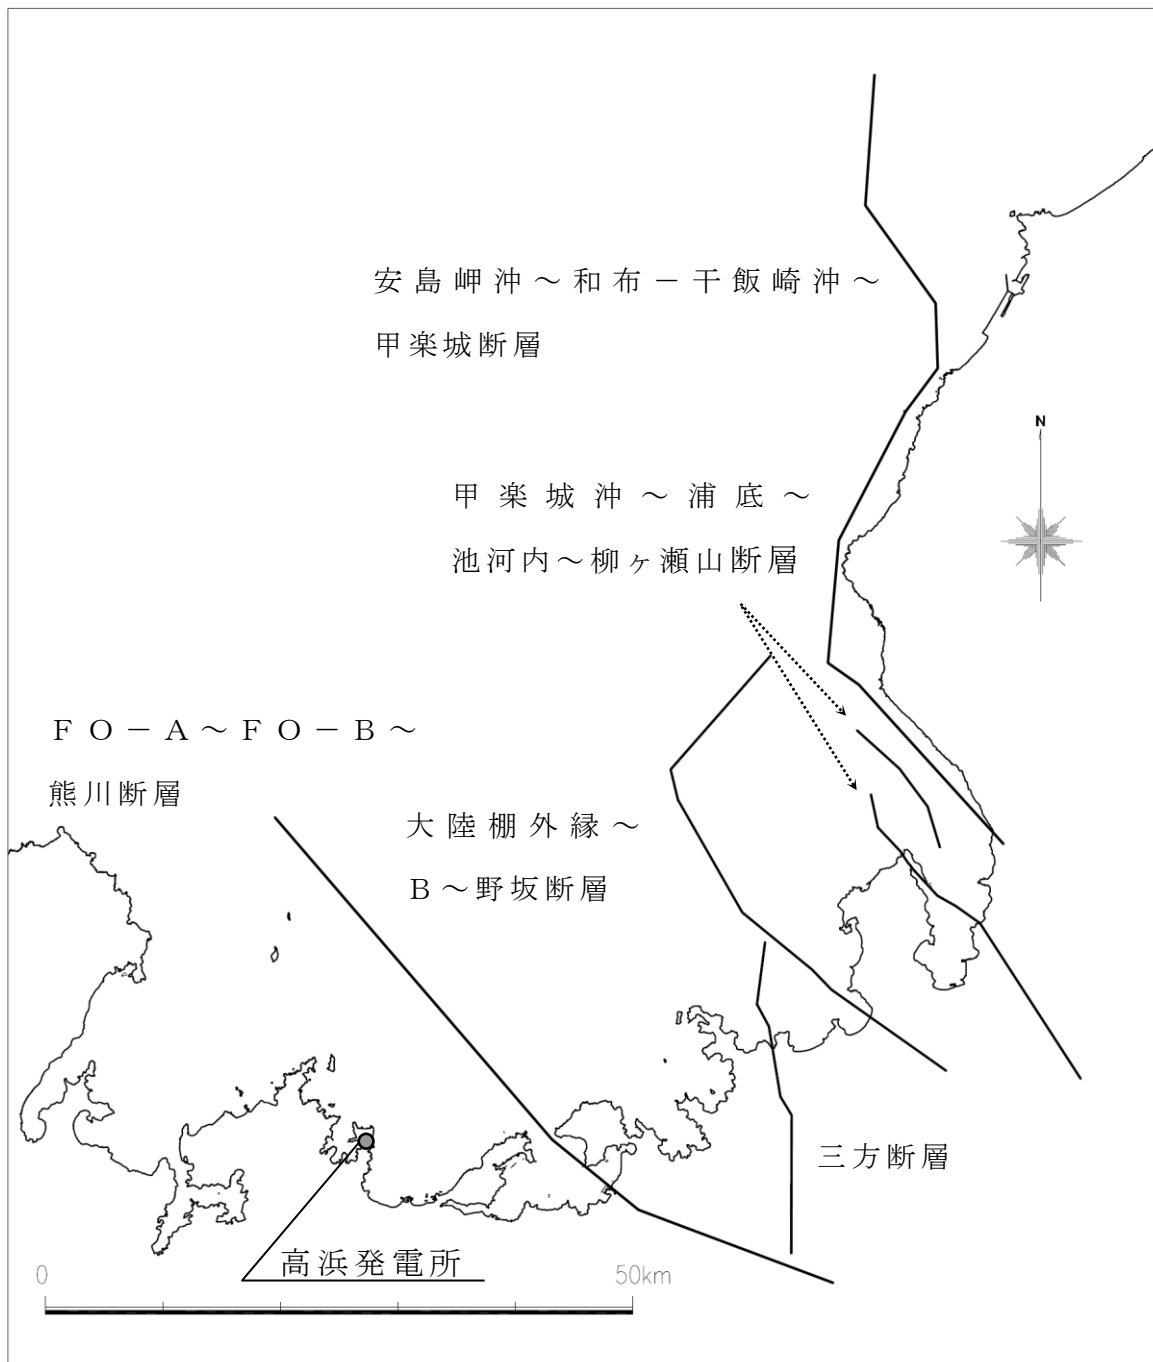 安島岬沖～和布－干飯崎沖～
甲楽城断層
N
甲楽城沖～浦底～
池河内～柳ヶ瀬山断層
ＦＯ－Ａ～ＦＯ－Ｂ～
熊川断層
大陸棚外縁～
Ｂ～野坂断層
三方断層
高浜発電所
0
50km